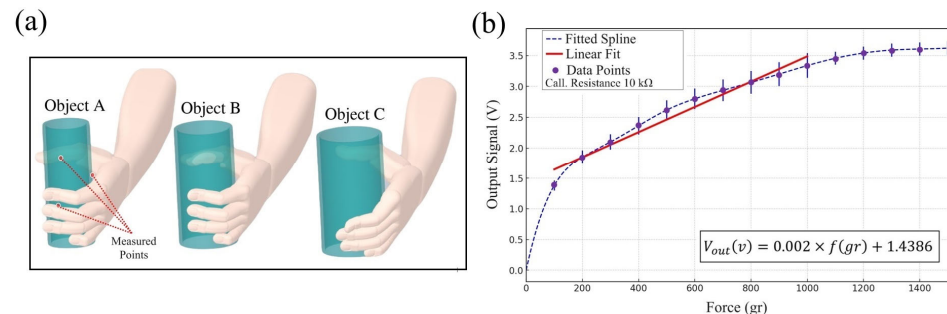 (a)
Object A
Object B
Object C
Measured
Points
(b)
Output Signal (V)
3.5
3.0
2.5
2.0
1.5
1.0
0.5
0.0
Fitted Spline
Linear Fit
Data Points
Call. Resistance 10 kΩ
V_out(v) = 0.002 × f(gr) + 1.4386
0 200 400 600 800 1000 1200 1400
Force (gr)